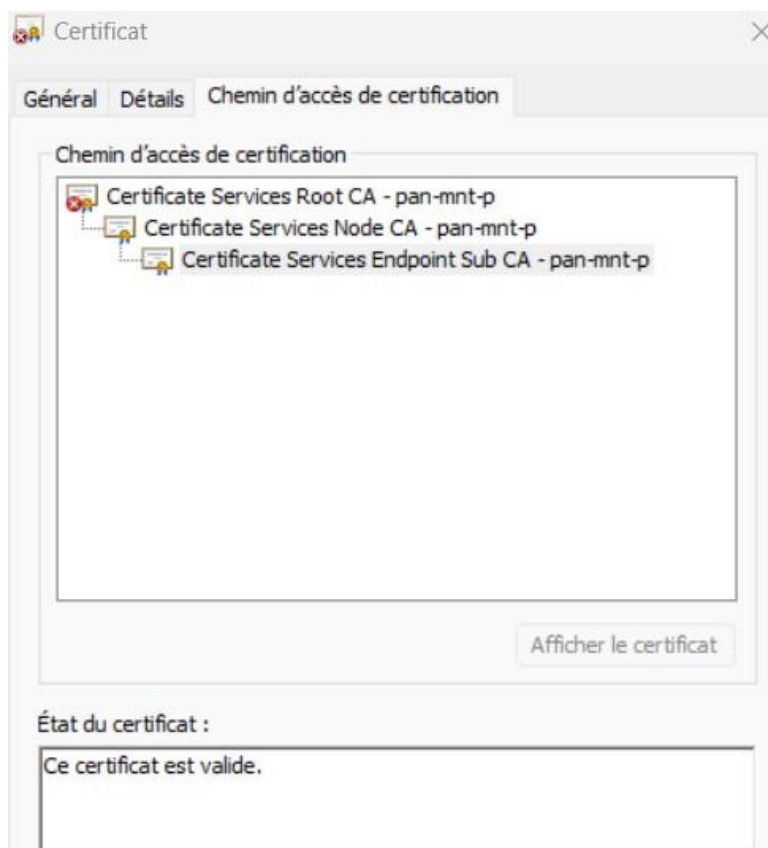 Certificat
Général Détails Chemin d'accès de certification
Chemin d'accès de certification
Certificate Services Root CA - pan-mnt-p
Certificate Services Node CA - pan-mnt-p
Certificate Services Endpoint Sub CA - pan-mnt-p
Afficher le certificat
État du certificat :
Ce certificat est valide.